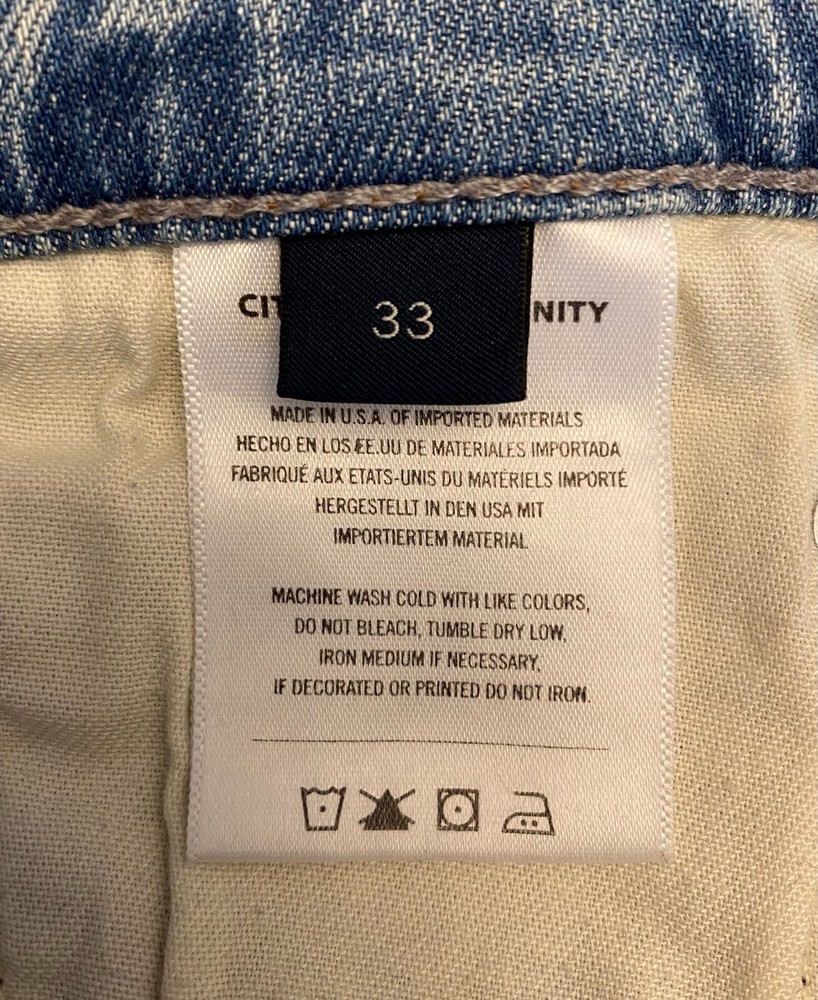 CIT NITY
33
MADE IN U.S.A. OF IMPORTED MATERIALS
HECHO EN LOS EE.UU DE MATERIALES IMPORTADA
FABRIQUÉ AUX ETATS-UNIS DU MATÉRIELS IMPORTÉ
HERGESTELLT IN DEN USA MIT
IMPORTIERTEM MATERIAL
MACHINE WASH COLD WITH LIKE COLORS,
DO NOT BLEACH, TUMBLE DRY LOW,
IRON MEDIUM IF NECESSARY,
IF DECORATED OR PRINTED DO NOT IRON.